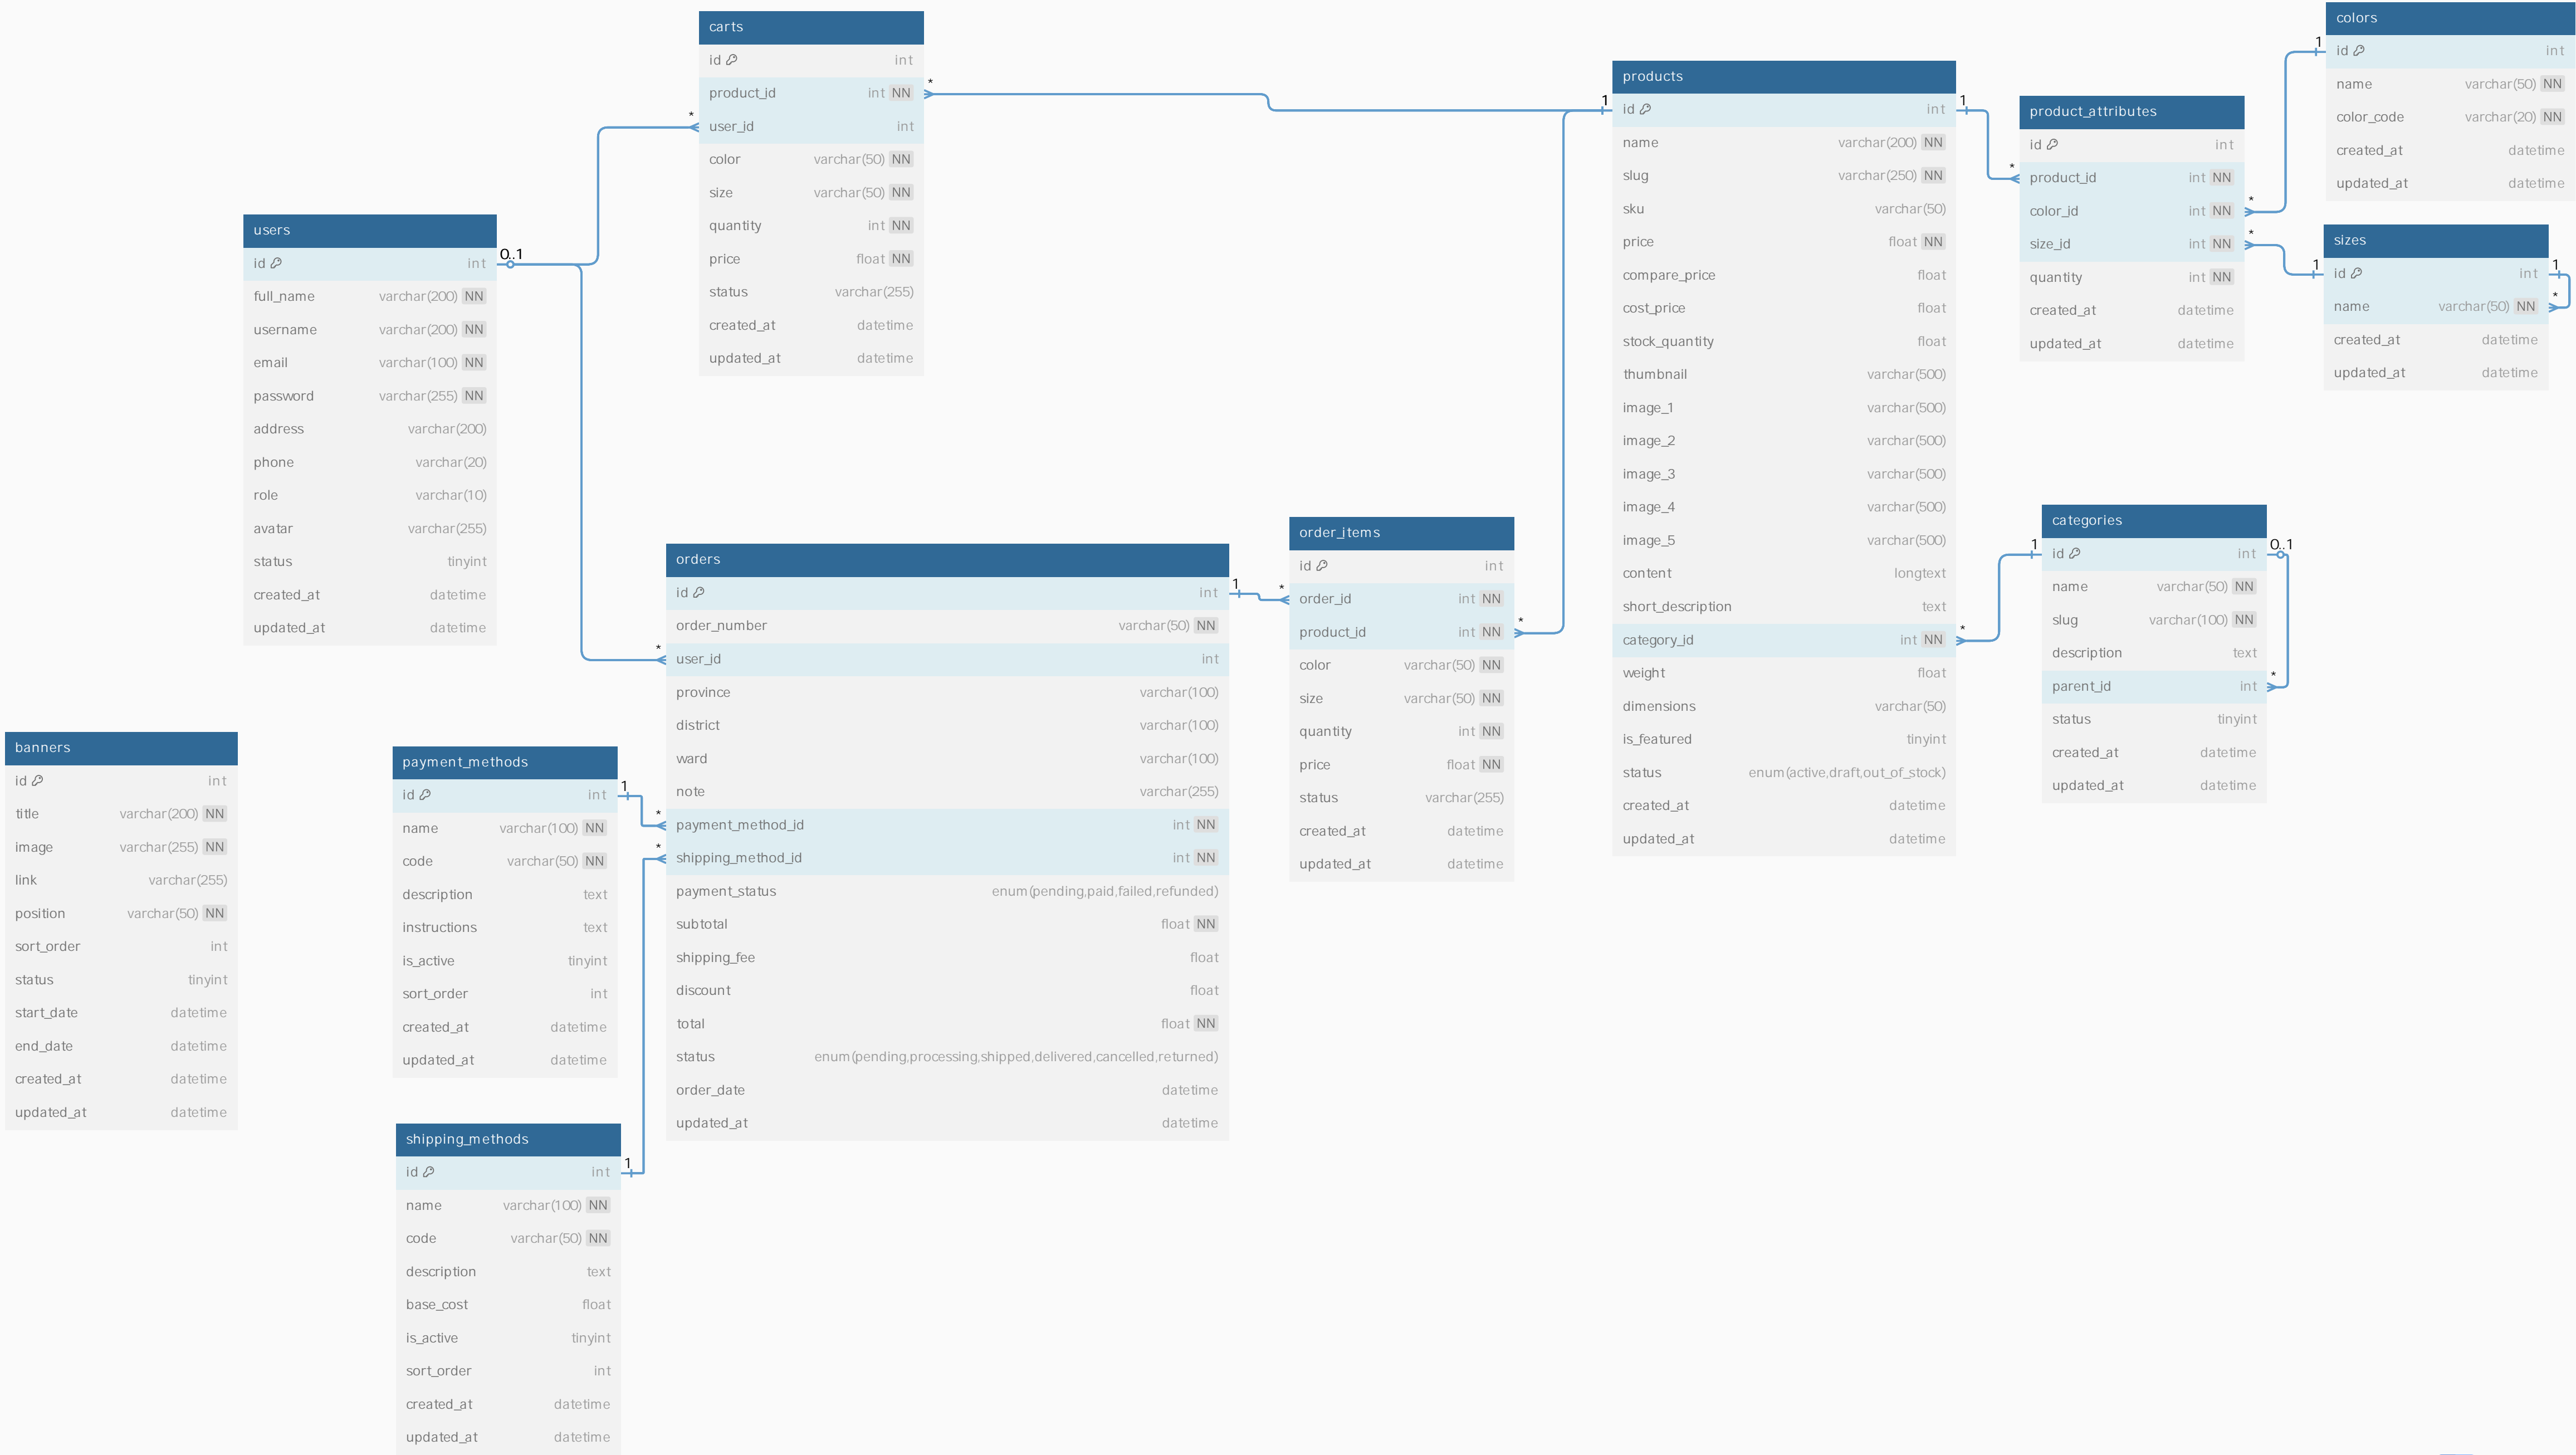 carts
id int
product_id int NN
user_id int
color varchar(50) NN
size varchar(50) NN
quantity int NN
price float NN
status varchar(255)
created_at datetime
updated_at datetime
*
*
colors
id int
name varchar(50) NN
color_code varchar(20) NN
created_at datetime
updated_at datetime
1
products
id int
name varchar(200) NN
slug varchar(250) NN
sku varchar(50)
price float NN
compare_price float
cost_price float
stock_quantity float
thumbnail varchar(500)
image_1 varchar(500)
image_2 varchar(500)
image_3 varchar(500)
image_4 varchar(500)
image_5 varchar(500)
content longtext
short_description text
category_id int NN
weight float
dimensions varchar(50)
is_featured tinyint
status enum(active,draft,out_of_stock)
created_at datetime
updated_at datetime
1
1
*
product_attributes
id int
product_id int NN
color_id int NN
size_id int NN
quantity int NN
created_at datetime
updated_at datetime
*
*
*
sizes
id int
name varchar(50) NN
created_at datetime
updated_at datetime
1
1
*
users
id int
full_name varchar(200) NN
username varchar(200) NN
email varchar(100) NN
password varchar(255) NN
address varchar(200)
phone varchar(20)
role varchar(10)
avatar varchar(255)
status tinyint
created_at datetime
updated_at datetime
0..1
categories
id int
name varchar(50) NN
slug varchar(100) NN
description text
parent_id int
status tinyint
created_at datetime
updated_at datetime
1
0..1
*
order_items
id int
order_id int NN
product_id int NN
color varchar(50) NN
size varchar(50) NN
quantity int NN
price float NN
status varchar(255)
created_at datetime
updated_at datetime
*
*
orders
id int
order_number varchar(50) NN
user_id int
province varchar(100)
district varchar(100)
ward varchar(100)
note varchar(255)
payment_method_id int NN
shipping_method_id int NN
payment_status enum(pending,paid,failed,refunded)
subtotal float NN
shipping_fee float
discount float
total float NN
status enum(pending,processing,shipped,delivered,cancelled,returned)
order_date datetime
updated_at datetime
1
*
*
*
banners
id int
title varchar(200) NN
image varchar(255) NN
link varchar(255)
position varchar(50) NN
sort_order int
status tinyint
start_date datetime
end_date datetime
created_at datetime
updated_at datetime
payment_methods
id int
name varchar(100) NN
code varchar(50) NN
description text
instructions text
is_active tinyint
sort_order int
created_at datetime
updated_at datetime
1
shipping_methods
id int
name varchar(100) NN
code varchar(50) NN
description text
base_cost float
is_active tinyint
sort_order int
created_at datetime
updated_at datetime
1